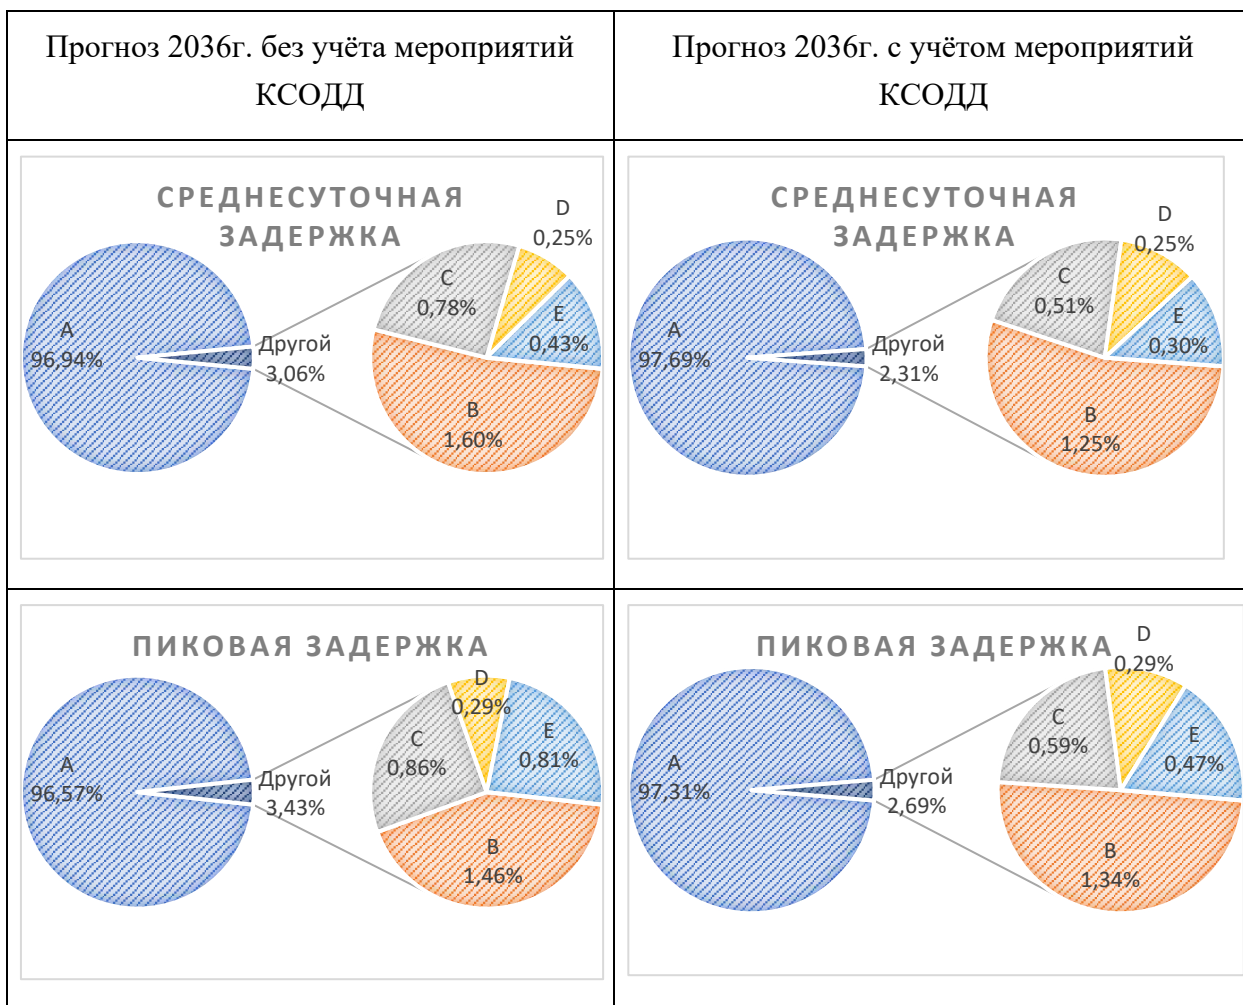 Прогноз 2036г. без учёта мероприятий
КСОДД
Прогноз 2036г. с учётом мероприятий
КСОДД
СРЕДНЕСУТОЧНАЯ
ЗАДЕРЖКА
A
96,94%
Другой
3,06%
C
0,78%
D
0,25%
E
0,43%
B
1,60%
СРЕДНЕСУТОЧНАЯ
ЗАДЕРЖКА
A
97,69%
Другой
2,31%
C
0,51%
D
0,25%
E
0,30%
B
1,25%
ПИКОВАЯ ЗАДЕРЖКА
A
96,57%
Другой
3,43%
C
0,86%
D
0,29%
E
0,81%
B
1,46%
ПИКОВАЯ ЗАДЕРЖКА
A
97,31%
Другой
2,69%
C
0,59%
D
0,29%
E
0,47%
B
1,34%